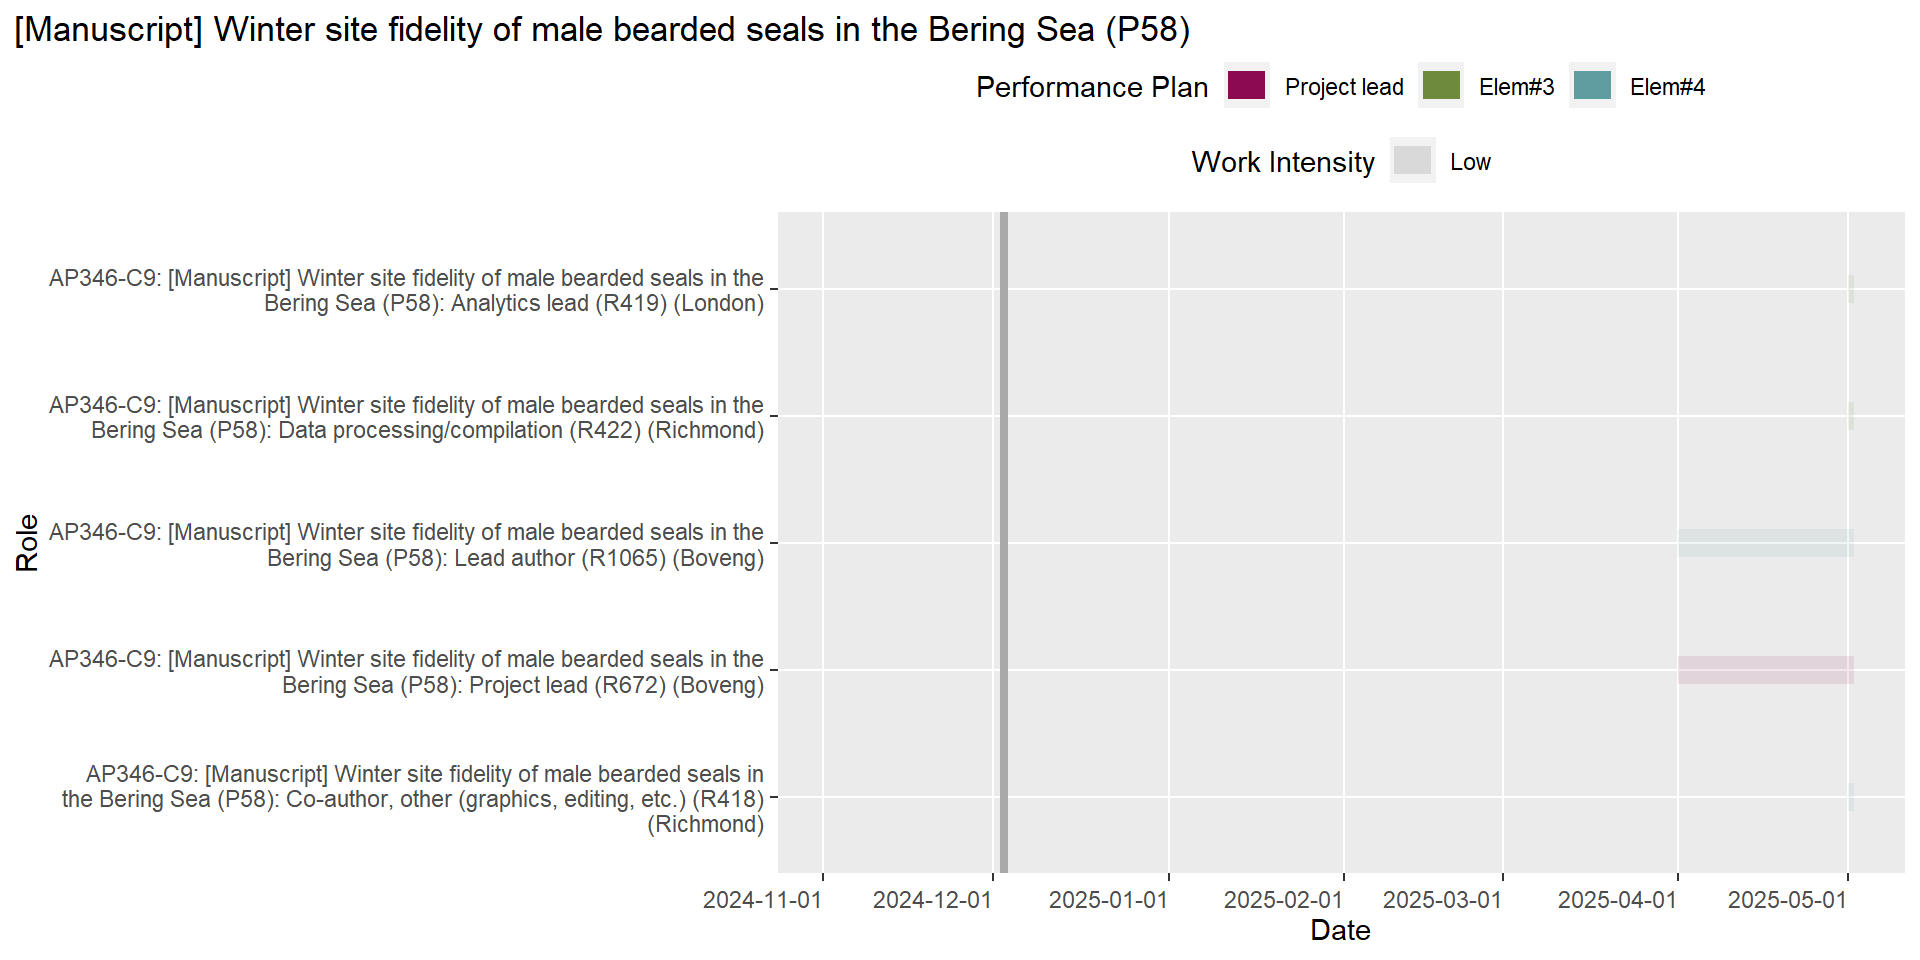 [Manuscript] Winter site fidelity of male bearded seals in the Bering Sea (P58)
Performance Plan Project lead Elem#3 Elem#4
Work Intensity Low
AP346-C9: [Manuscript] Winter site fidelity of male bearded seals in the
Bering Sea (P58): Analytics lead (R419) (London)
AP346-C9: [Manuscript] Winter site fidelity of male bearded seals in the
Bering Sea (P58): Data processing/compilation (R422) (Richmond)
Role
AP346-C9: [Manuscript] Winter site fidelity of male bearded seals in the
Bering Sea (P58): Lead author (R1065) (Boveng)
AP346-C9: [Manuscript] Winter site fidelity of male bearded seals in the
Bering Sea (P58): Project lead (R672) (Boveng)
AP346-C9: [Manuscript] Winter site fidelity of male bearded seals in
the Bering Sea (P58): Co-author, other (graphics, editing, etc.) (R418)
(Richmond)
2024-11-01 2024-12-01 2025-01-01 2025-02-01 2025-03-01 2025-04-01 2025-05-01
Date